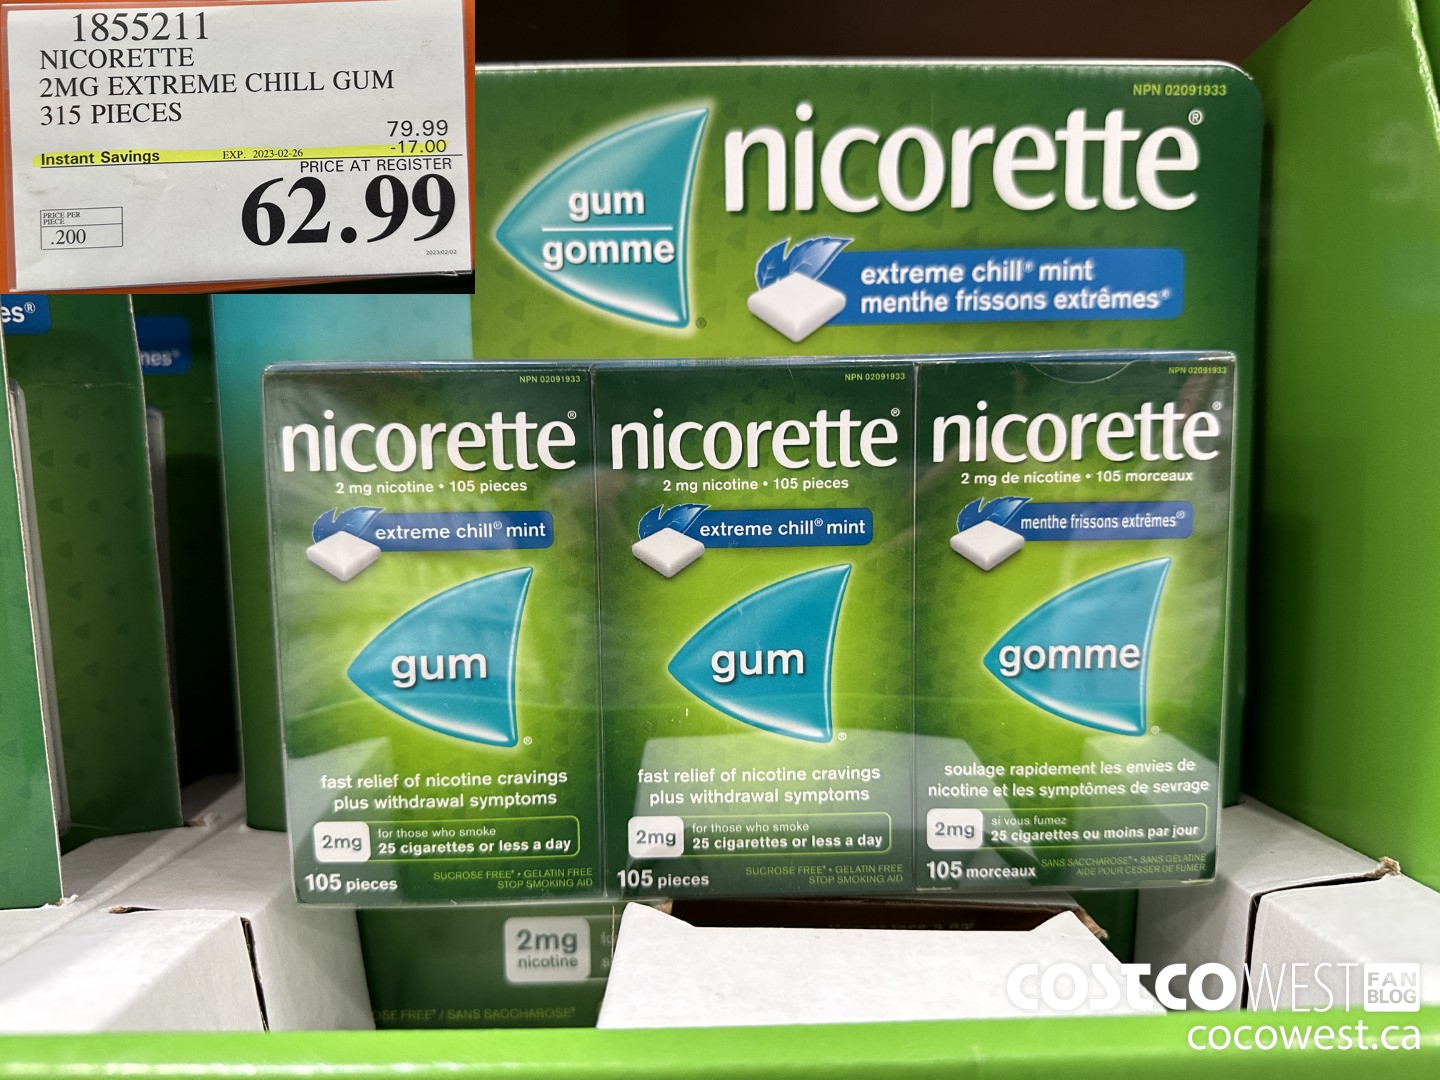 1855211
NICORETTE
2MG EXTREME CHILL GUM
315 PIECES
79.99
Instant Savings EXP. 2023-02-26 -17.00
PRICE AT REGISTER
62.99
PRICE PER
PIECE
.200
2023/02/02
es®
nes®
NPN 02091933
nicorette®
gum
gomme
®
extreme chill® mint
menthe frissons extrêmes®
NPN 02091933
nicorette®
2 mg nicotine • 105 pieces
extreme chill® mint
gum
®
fast relief of nicotine cravings
plus withdrawal symptoms
2mg
for those who smoke
25 cigarettes or less a day
105 pieces
SUCROSE FREE* • GELATIN FREE
STOP SMOKING AID
NPN 02091933
nicorette®
2 mg nicotine • 105 pieces
extreme chill® mint
gum
®
fast relief of nicotine cravings
plus withdrawal symptoms
2mg
for those who smoke
25 cigarettes or less a day
105 pieces
SUCROSE FREE* • GELATIN FREE
STOP SMOKING AID
NPN 02091933
nicorette®
2 mg de nicotine • 105 morceaux
menthe frissons extrêmes®
gomme
®
soulage rapidement les envies de
nicotine et les symptômes de sevrage
2mg
si vous fumez
25 cigarettes ou moins par jour
105 morceaux
SANS SACCHAROSE* • SANS GÉLATINE
AIDE POUR CESSER DE FUMER
2mg
nicotine
OSE FREE* / SANS SACCHAROSE*
COSTCO WEST FAN
BLOG
cocowest.ca